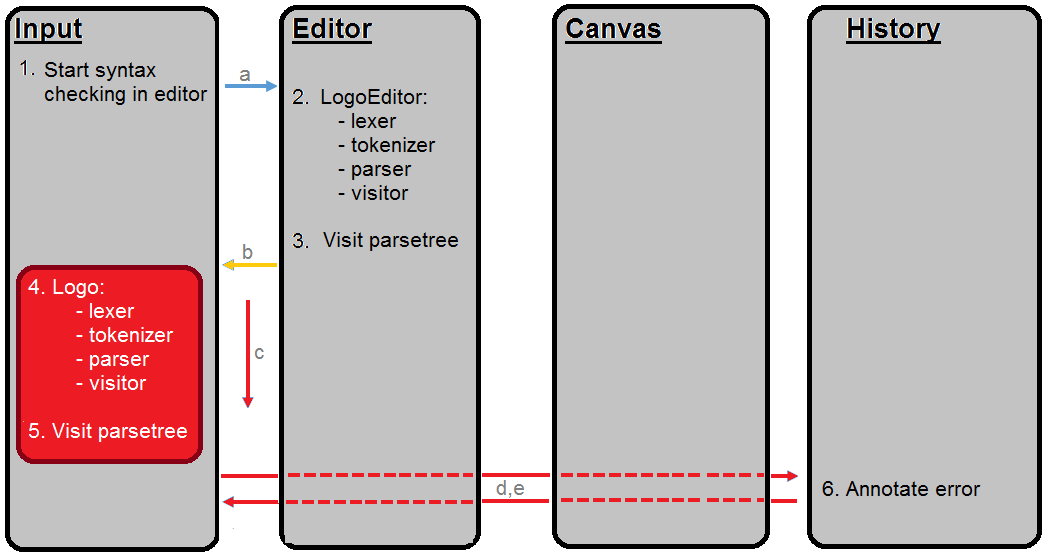 Input
1. Start syntax
checking in editor
a
Editor
2. LogoEditor:
- lexer
- tokenizer
- parser
- visitor
3. Visit parsetree
b
4. Logo:
- lexer
- tokenizer
- parser
- visitor
5. Visit parsetree
c
Canvas
d,e
History
6. Annotate error